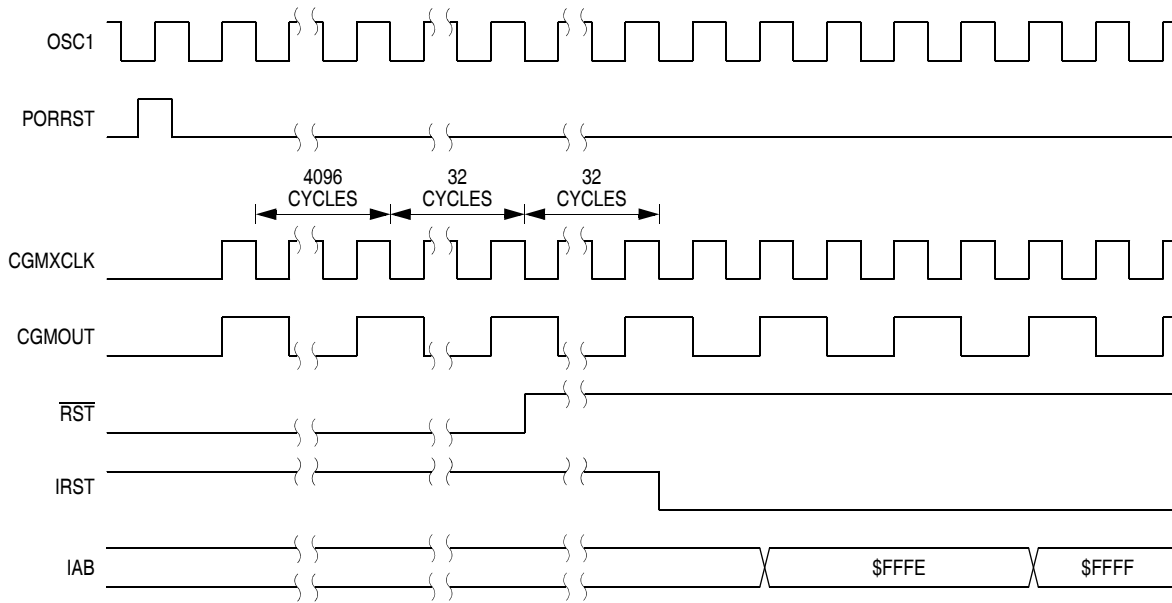 OSC1
PORRST
4096
CYCLES
32
CYCLES
32
CYCLES
CGMXCLK
CGMOUT
RST
IRST
IAB
$FFFE
$FFFF